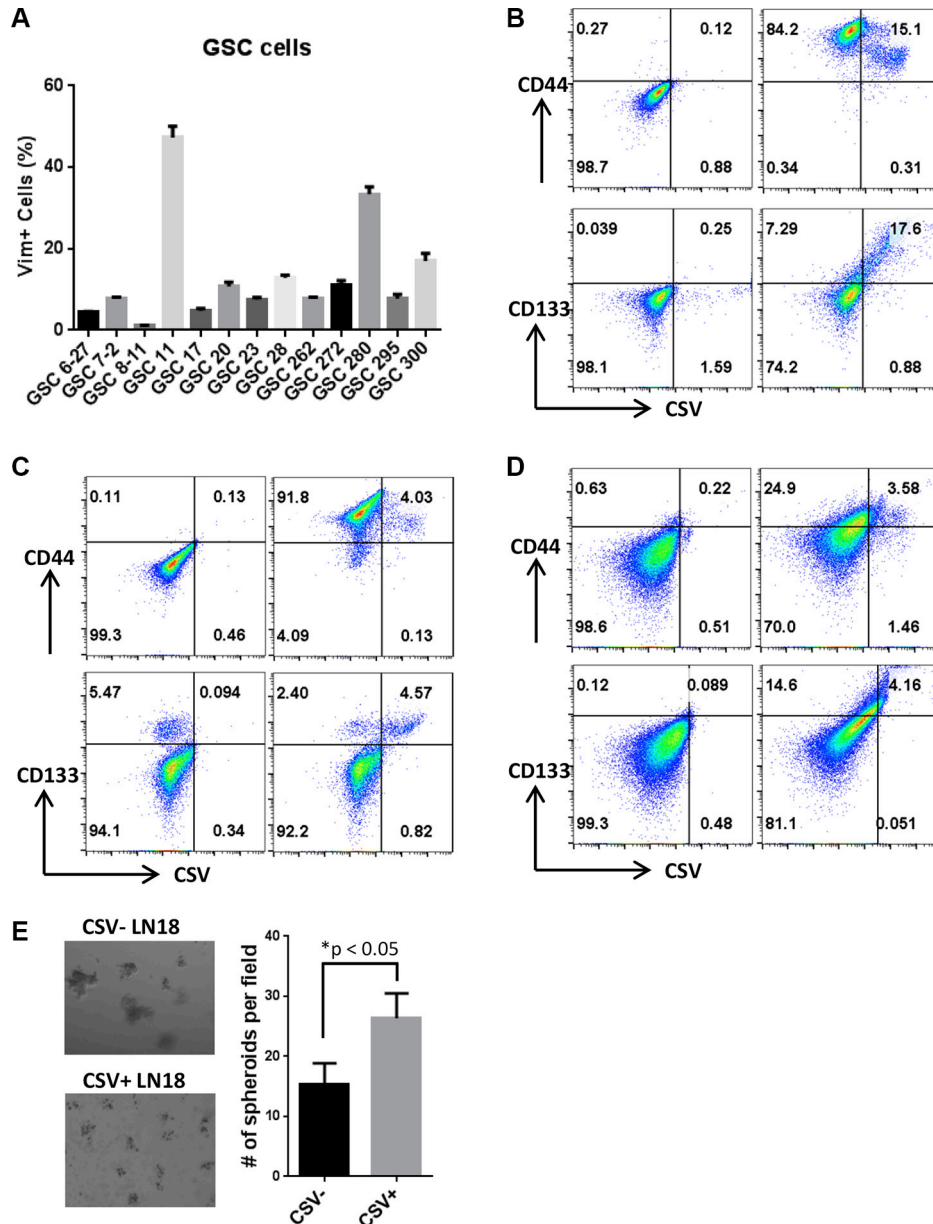 A
GSC cells
Vim+ Cells (%)
60
40
20
0
GSC 6-27
GSC 7-2
GSC 8-11
GSC 11
GSC 17
GSC 20
GSC 23
GSC 28
GSC 262
GSC 272
GSC 280
GSC 295
GSC 300
B
CD44
0.27 0.12
98.7 0.88
84.2 15.1
0.34 0.31
CD133
0.039 0.25
98.1 1.59
7.29 17.6
74.2 0.88
CSV
C
CD44
0.11 0.13
99.3 0.46
91.8 4.03
4.09 0.13
CD133
5.47 0.094
94.1 0.34
2.40 4.57
92.2 0.82
CSV
D
CD44
0.63 0.22
98.6 0.51
24.9 3.58
70.0 1.46
CD133
0.12 0.089
99.3 0.48
14.6 4.16
81.1 0.051
CSV
E
CSV- LN18
CSV+ LN18
# of spheroids per field
40
30
20
10
0
*p < 0.05
CSV-
CSV+